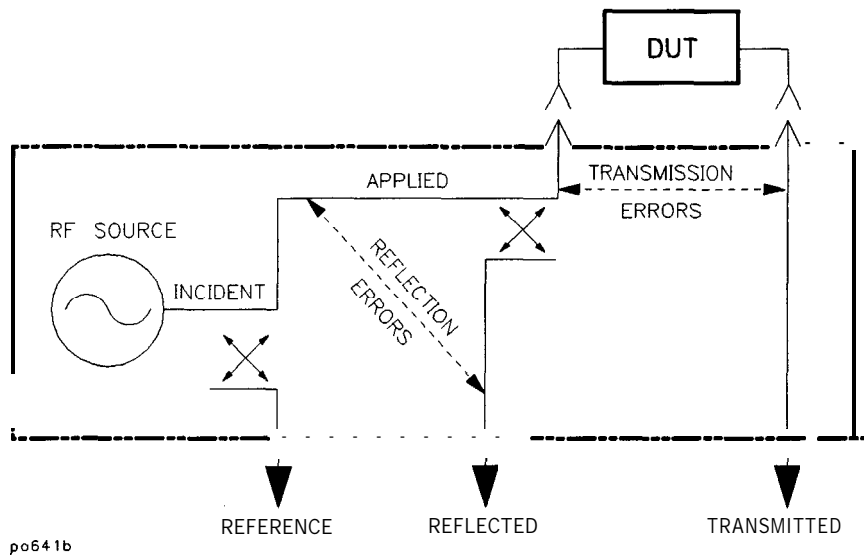 DUT
TRANSMISSION
ERRORS
APPLIED
RF SOURCE
INCIDENT
REFLECTION
ERRORS
REFERENCE
REFLECTED
TRANSMITTED
po641b